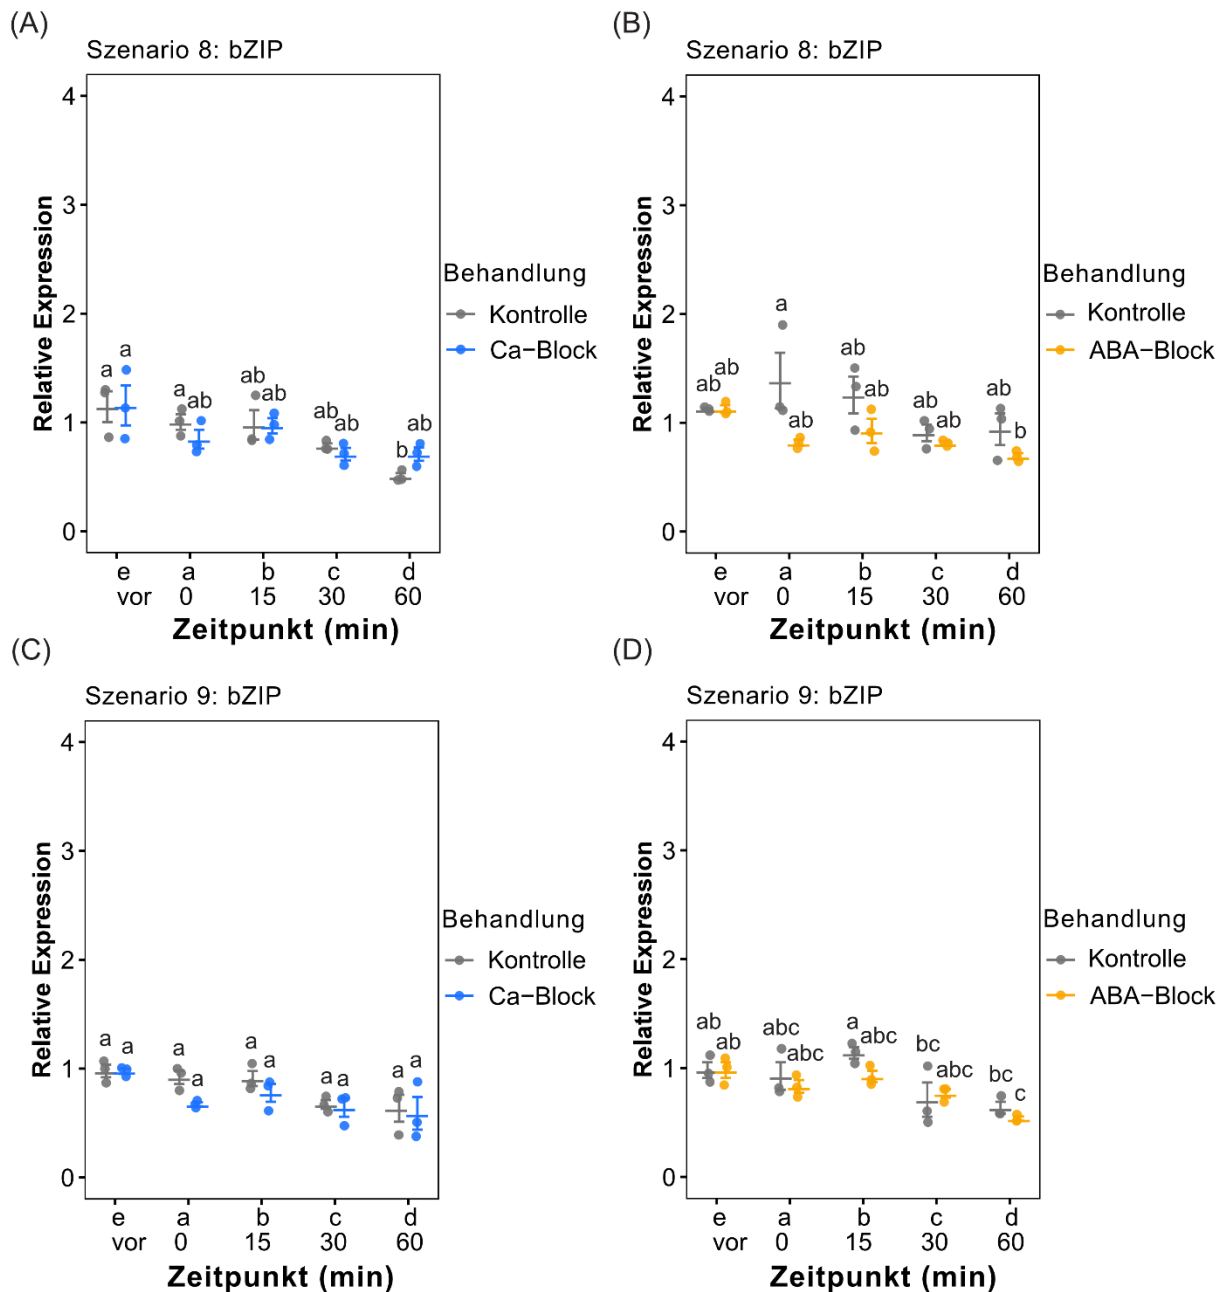 (A)
Szenario 8: bZIP
Relative Expression
4
3
2
1
0
a a
a ab
ab ab
ab ab
b ab
e a b c d
vor 0 15 30 60
Zeitpunkt (min)
Behandlung
Kontrolle
Ca−Block
(B)
Szenario 8: bZIP
Relative Expression
4
3
2
1
0
ab ab
a ab
ab ab
ab ab
ab b
e a b c d
vor 0 15 30 60
Zeitpunkt (min)
Behandlung
Kontrolle
ABA−Block
(C)
Szenario 9: bZIP
Relative Expression
4
3
2
1
0
a a
a a
a a
a a
a a
e a b c d
vor 0 15 30 60
Zeitpunkt (min)
Behandlung
Kontrolle
Ca−Block
(D)
Szenario 9: bZIP
Relative Expression
4
3
2
1
0
ab ab
abc abc
a abc
bc abc
bc c
e a b c d
vor 0 15 30 60
Zeitpunkt (min)
Behandlung
Kontrolle
ABA−Block